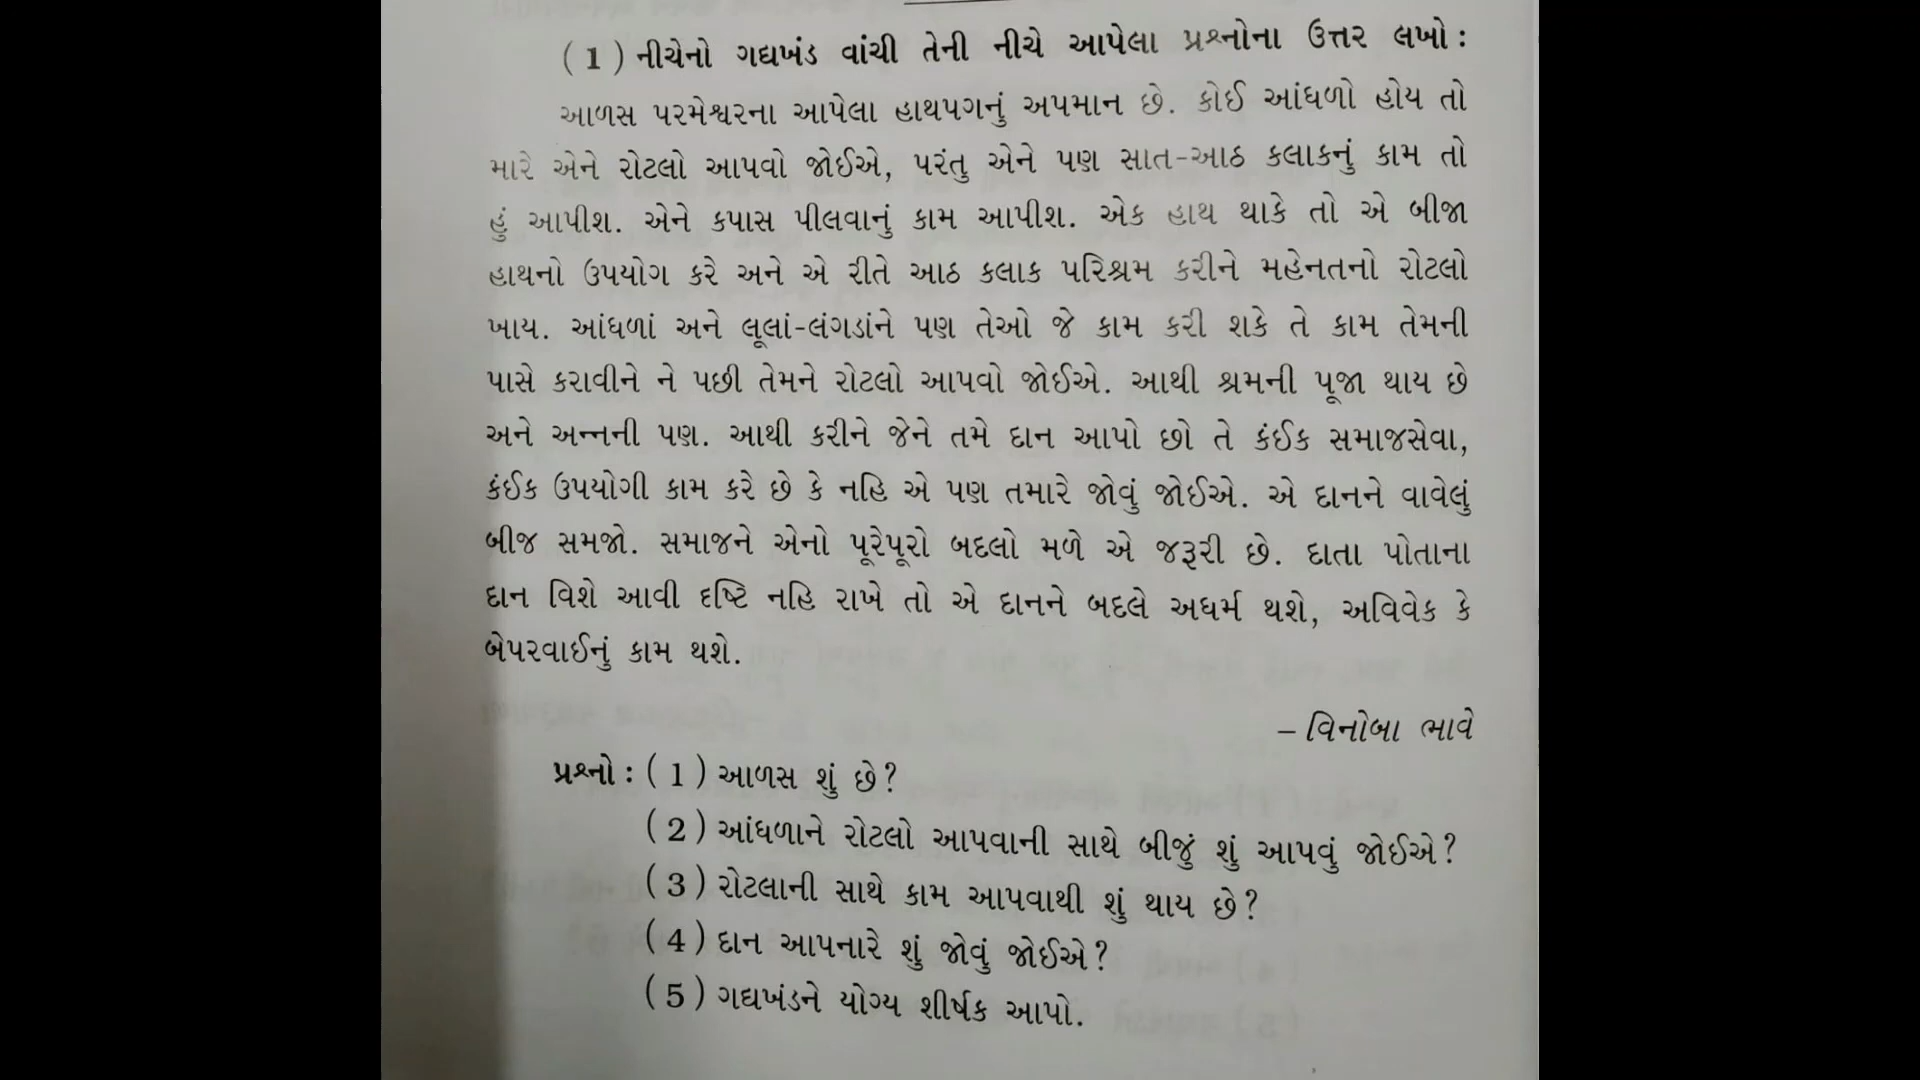 (1) નીચેનો ગદ્યખંડ વાંચી તેની નીચે આપેલા પ્રશ્નોના ઉત્તર લખો :
આળસ પરમેશ્વરના આપેલા હાથપગનું અપમાન છે. કોઈ આંધળો હોય તો
મારે એને રોટલો આપવો જોઈએ, પરંતુ એને પણ સાત-આઠ કલાકનું કામ તો
હું આપીશ. એને કપાસ પીલવાનું કામ આપીશ. એક હાથ થાકે તો એ બીજા
હાથનો ઉપયોગ કરે અને એ રીતે આઠ કલાક પરિશ્રમ કરીને મહેનતનો રોટલો
ખાય. આંધળાં અને લૂલાં-લંગડાંને પણ તેઓ જે કામ કરી શકે તે કામ તેમની
પાસે કરાવીને ને પછી તેમને રોટલો આપવો જોઈએ. આથી શ્રમની પૂજા થાય છે
અને અન્નની પણ. આથી કરીને જેને તમે દાન આપો છો તે કંઈક સમાજસેવા,
કંઈક ઉપયોગી કામ કરે છે કે નહિ એ પણ તમારે જોવું જોઈએ. એ દાનને વાવેલું
બીજ સમજો. સમાજને એનો પૂરેપૂરો બદલો મળે એ જરૂરી છે. દાતા પોતાના
દાન વિશે આવી દૃષ્ટિ નહિ રાખે તો એ દાનને બદલે અધર્મ થશે, અવિવેક કે
બેપરવાઈનું કામ થશે.
– વિનોબા ભાવે
પ્રશ્નો : (1) આળસ શું છે?
(2) આંધળાને રોટલો આપવાની સાથે બીજું શું આપવું જોઈએ?
(3) રોટલાની સાથે કામ આપવાથી શું થાય છે?
(4) દાન આપનારે શું જોવું જોઈએ?
(5) ગદ્યખંડને યોગ્ય શીર્ષક આપો.